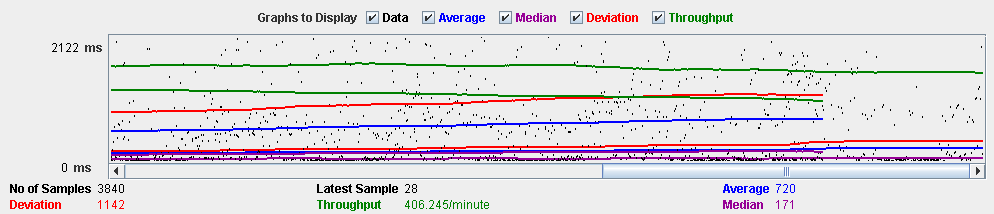 Graphs to Display Data Average Median Deviation Throughput
2122 ms
0 ms
No of Samples 3840 Latest Sample 28 Average 720
Deviation 1142 Throughput 406.245/minute Median 171